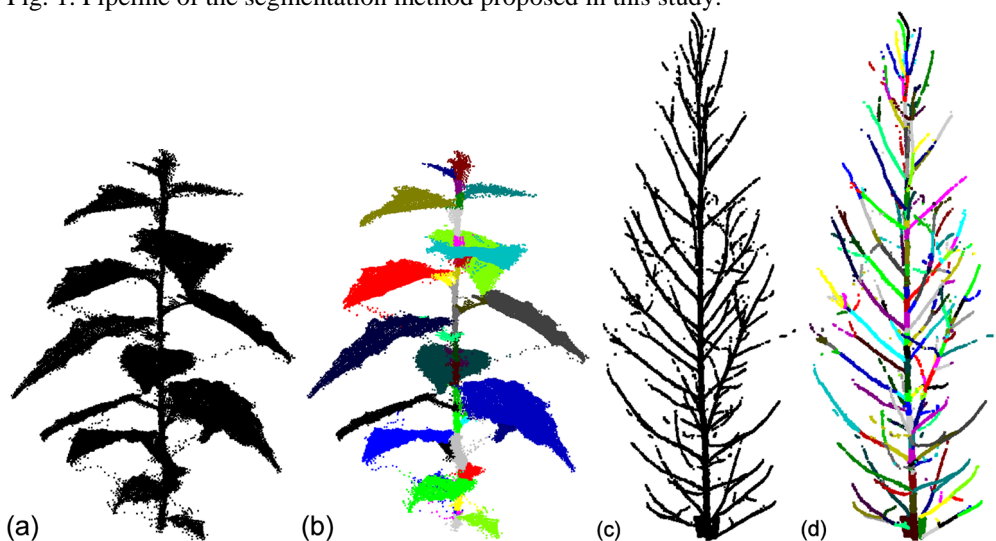 Fig. 1. Pipeline of the segmentation method proposed in this study.
(a) (b) (c) (d)